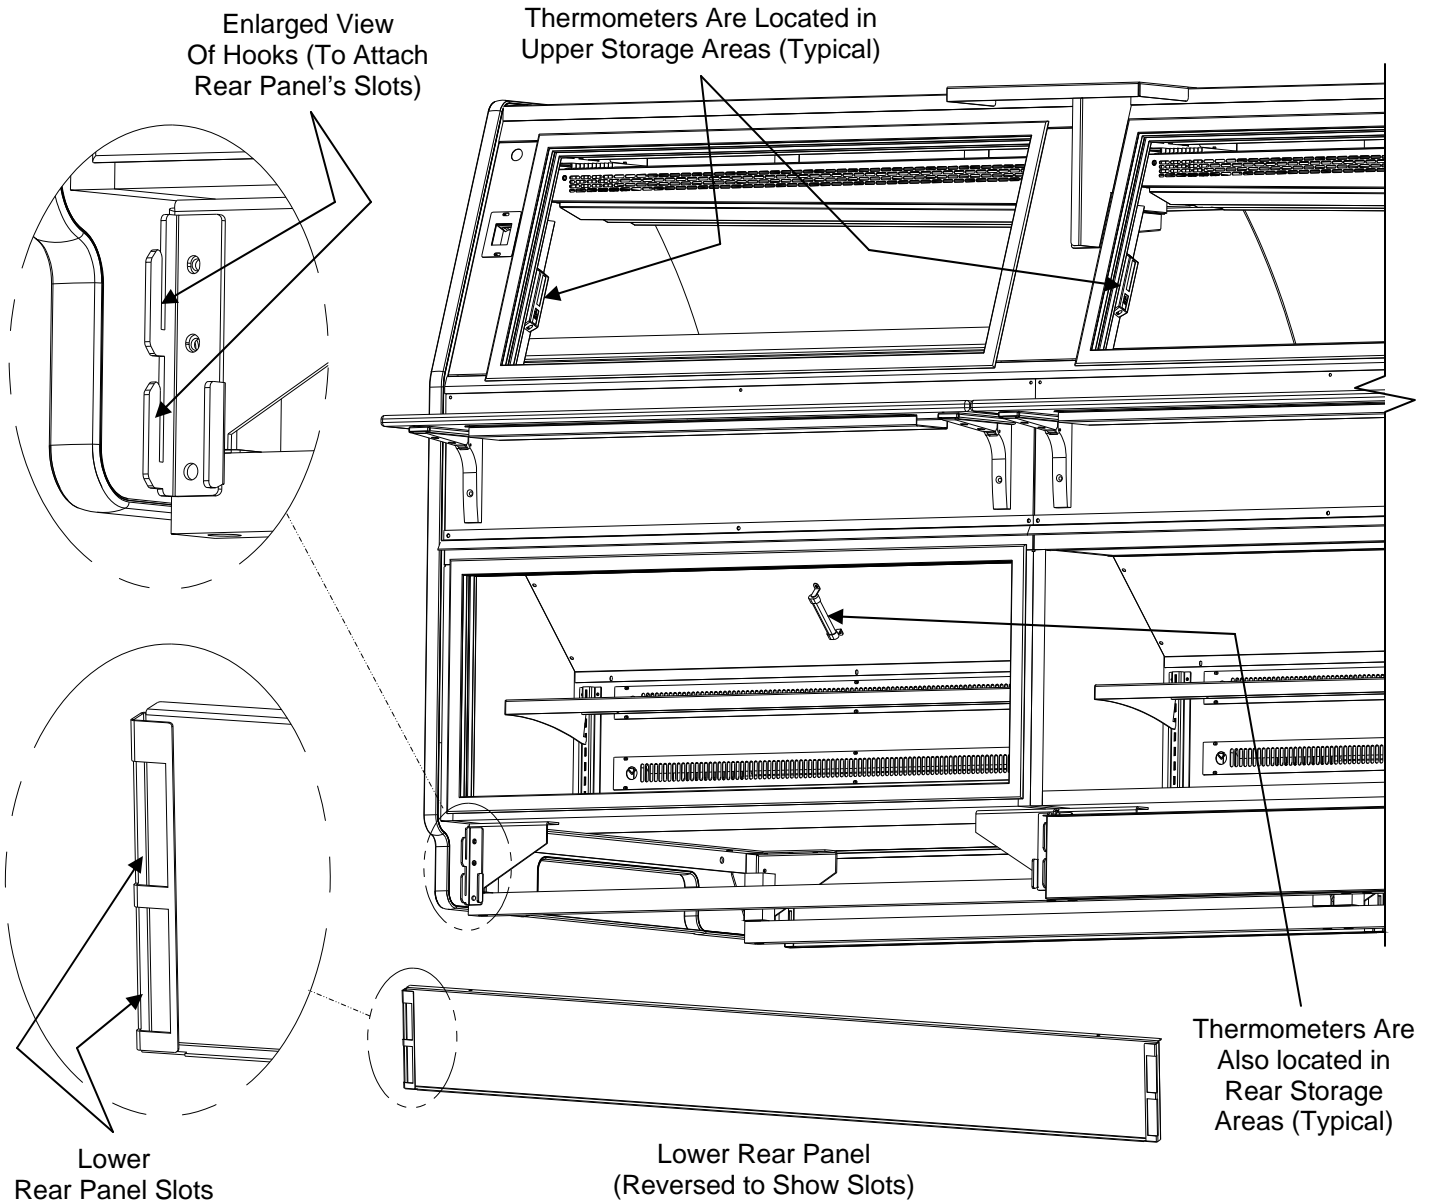 Enlarged View
Of Hooks (To Attach
Rear Panel's Slots)
Thermometers Are Located in
Upper Storage Areas (Typical)
Thermometers Are
Also located in
Rear Storage
Areas (Typical)
Lower
Rear Panel Slots
Lower Rear Panel
(Reversed to Show Slots)